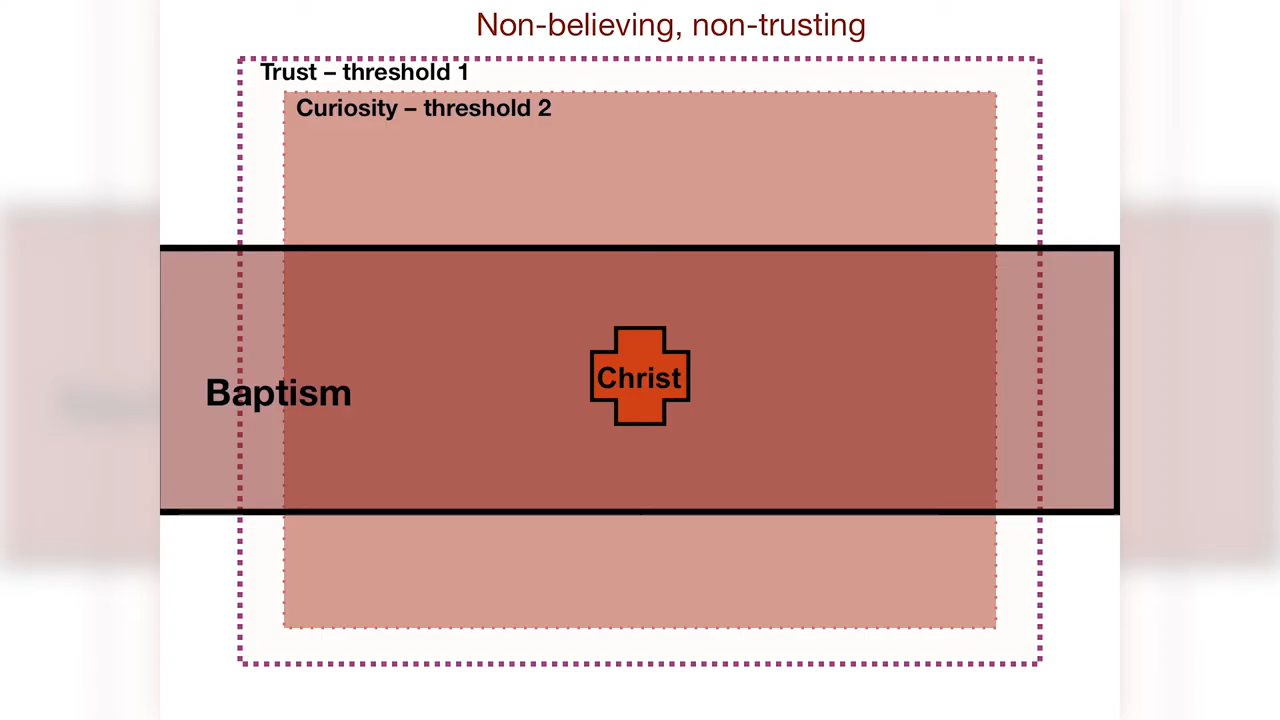 Non-believing, non-trusting
Trust – threshold 1
Curiosity – threshold 2
Christ
Baptism